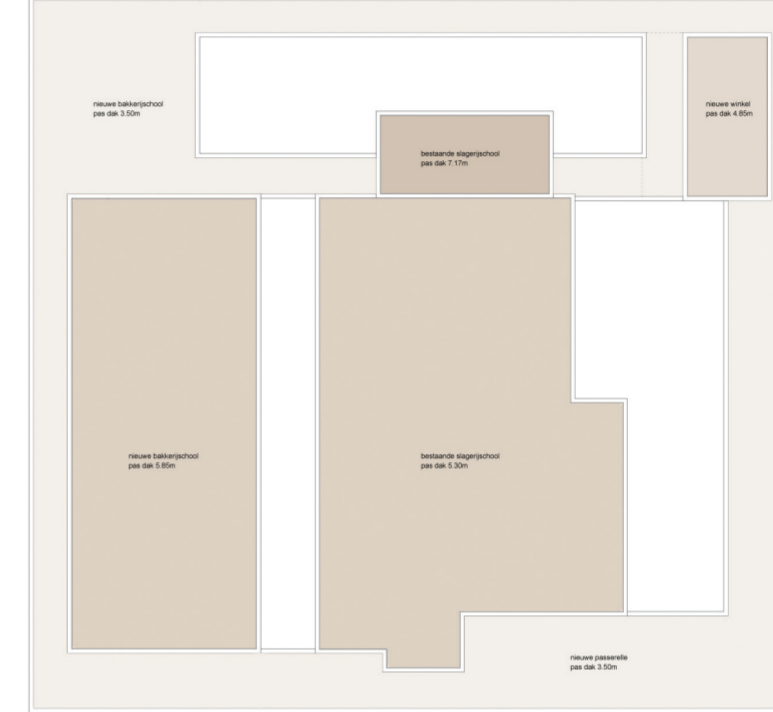 nieuwe bakkerijschool
pas dak 3.50m
nieuwe winkel
pas dak 4.85m
bestaande slagerijschool
pas dak 7.17m
nieuwe bakkerijschool
pas dak 5.85m
bestaande slagerijschool
pas dak 5.30m
nieuwe passerelle
pas dak 3.50m